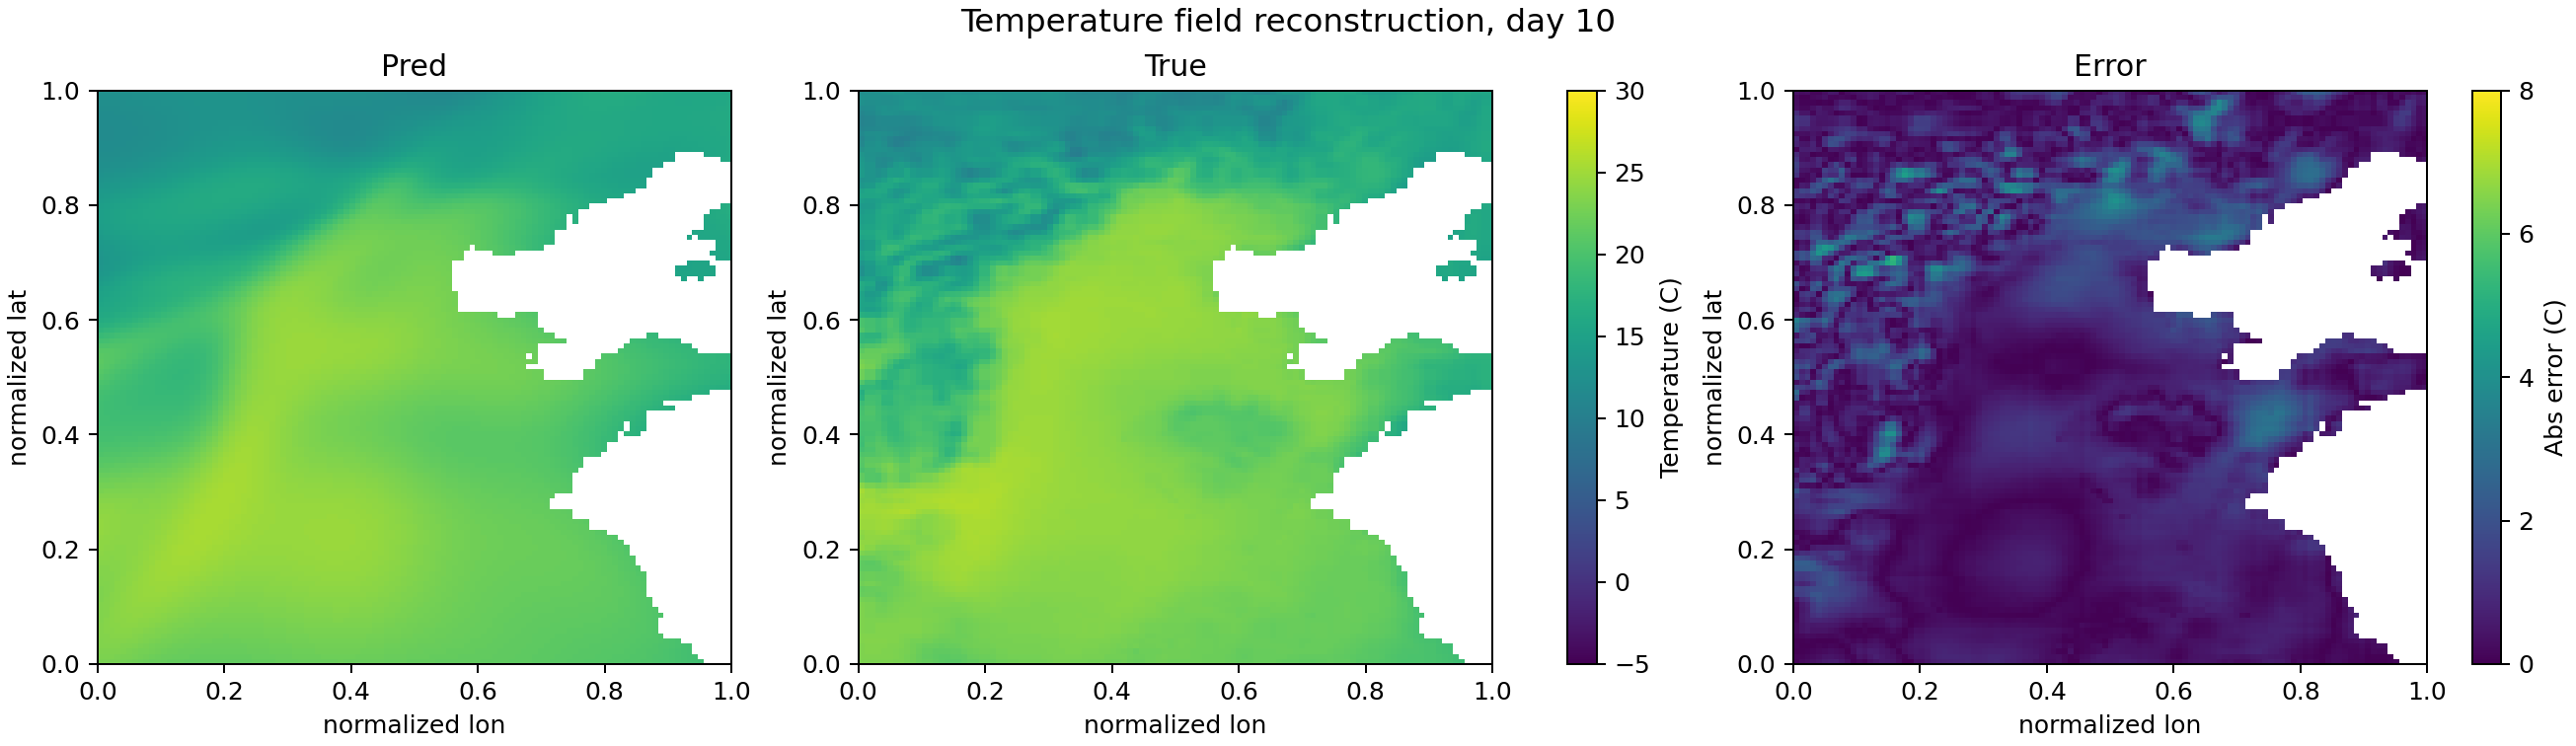 Temperature field reconstruction, day 10
Pred
1.0
0.8
0.6
0.4
0.2
0.0
normalized lat
0.0 0.2 0.4 0.6 0.8 1.0
normalized lon
True
1.0
0.8
0.6
0.4
0.2
0.0
normalized lat
0.0 0.2 0.4 0.6 0.8 1.0
normalized lon
30
25
20
15
10
5
0
−5
Temperature (C)
Error
1.0
0.8
0.6
0.4
0.2
0.0
normalized lat
0.0 0.2 0.4 0.6 0.8 1.0
normalized lon
8
6
4
2
0
Abs error (C)